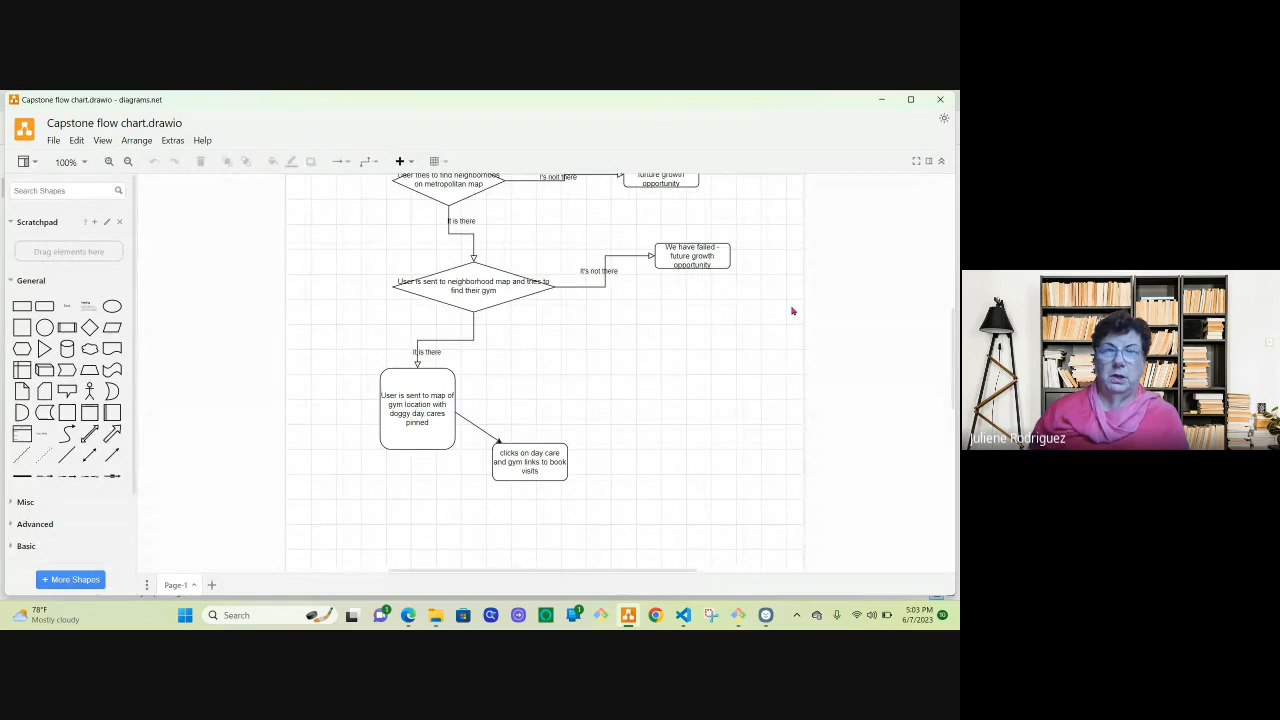 Capstone flow chart.drawio - diagrams.net
Capstone flow chart.drawio
File Edit View Arrange Extras Help
100%
Search Shapes
Scratchpad
Drag elements here
General
Misc
Advanced
Basic
+ More Shapes
User tries to find neighborhoos
on metropolitan map
I's not there
future growth
opportunity
It is there
We have failed -
future growth
opportunity
It's not there
User is sent to neighborhood map and tries to
find their gym
It is there
User is sent to map of
gym location with
doggy day cares
pinned
clicks on day care
and gym links to book
visits
Page-1
Juliene Rodriguez
78°F
Mostly cloudy
Search
5:03 PM
6/7/2023